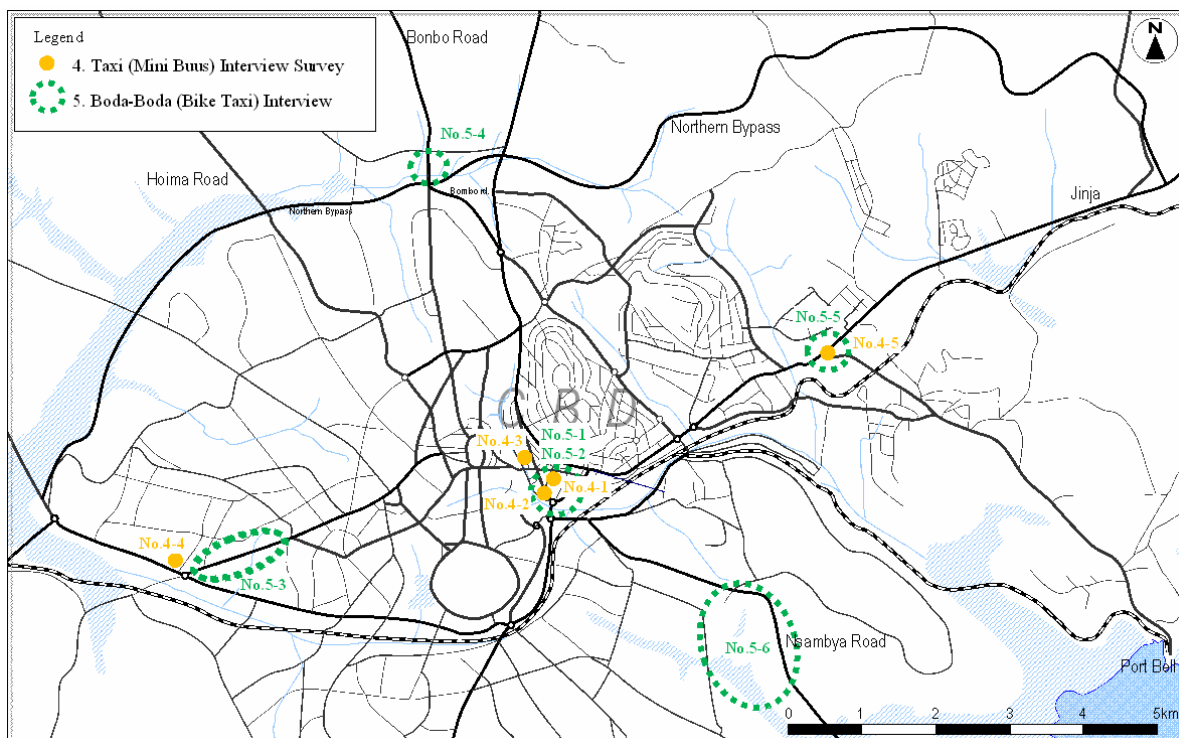 Legend
4. Taxi (Mini Buus) Interview Survey
5. Boda-Boda (Bike Taxi) Interview
Bonbo Road
N
No.5-4
Northern Bypass
Hoima Road
Bombo rd.
Northern Bypass
Jinja
No.5-5
No.4-5
C B D
No.4-3
No.5-1
No.5-2
No.4-1
No.4-2
No.4-4
No.5-3
No.5-6
Nsambya Road
Port Bell
0 1 2 3 4 5km